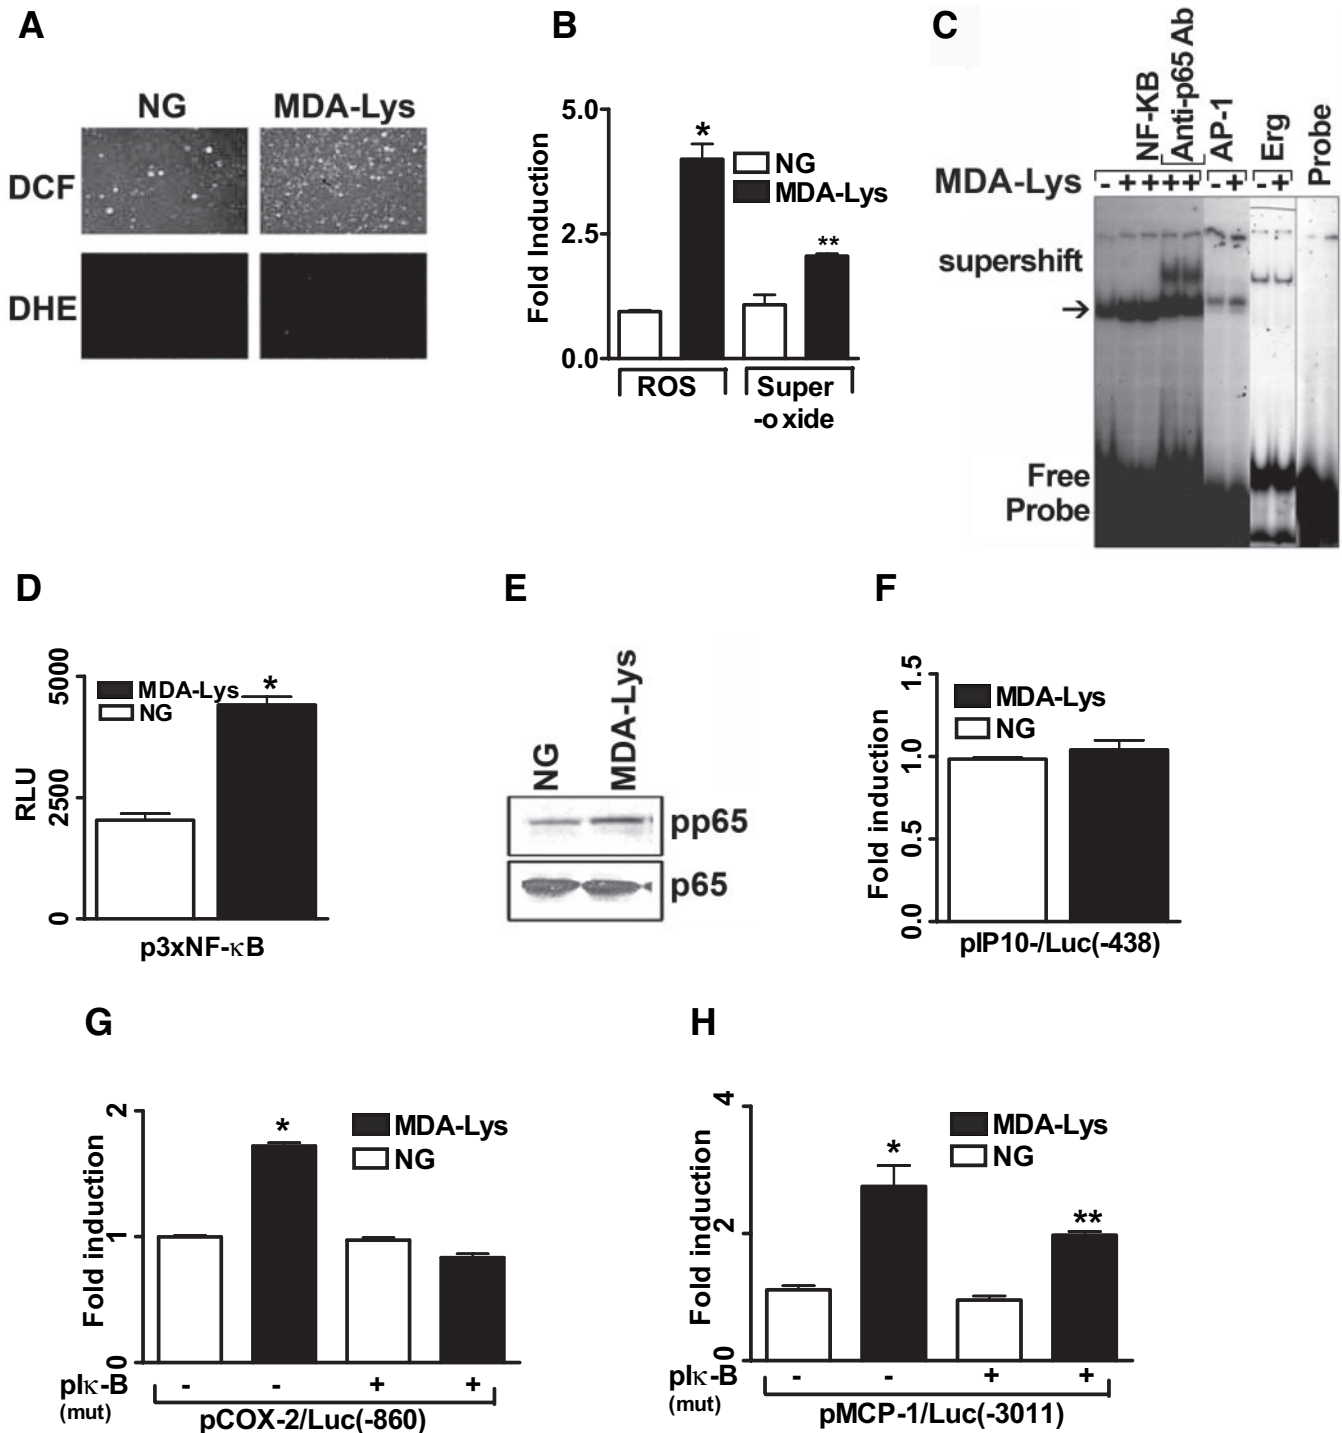 A
NG MDA-Lys
DCF
DHE
B
Fold Induction
5.0
2.5
0.0
*
**
NG
MDA-Lys
ROS
Super
-oxide
C
NF-KB
Anti-p65 Ab
AP-1
Erg
Probe
MDA-Lys - + + + + - + - +
supershift
→
Free
Probe
D
RLU
5000
2500
0
MDA-Lys
NG
*
p3xNF-κB
E
NG
MDA-Lys
pp65
p65
F
Fold induction
1.5
1.0
0.5
0.0
MDA-Lys
NG
pIP10-/Luc(-438)
G
Fold induction
2
1
0
*
MDA-Lys
NG
pIκ-B - - + +
(mut)
pCOX-2/Luc(-860)
H
Fold induction
4
2
0
*
**
MDA-Lys
NG
pIκ-B - - + +
(mut)
pMCP-1/Luc(-3011)